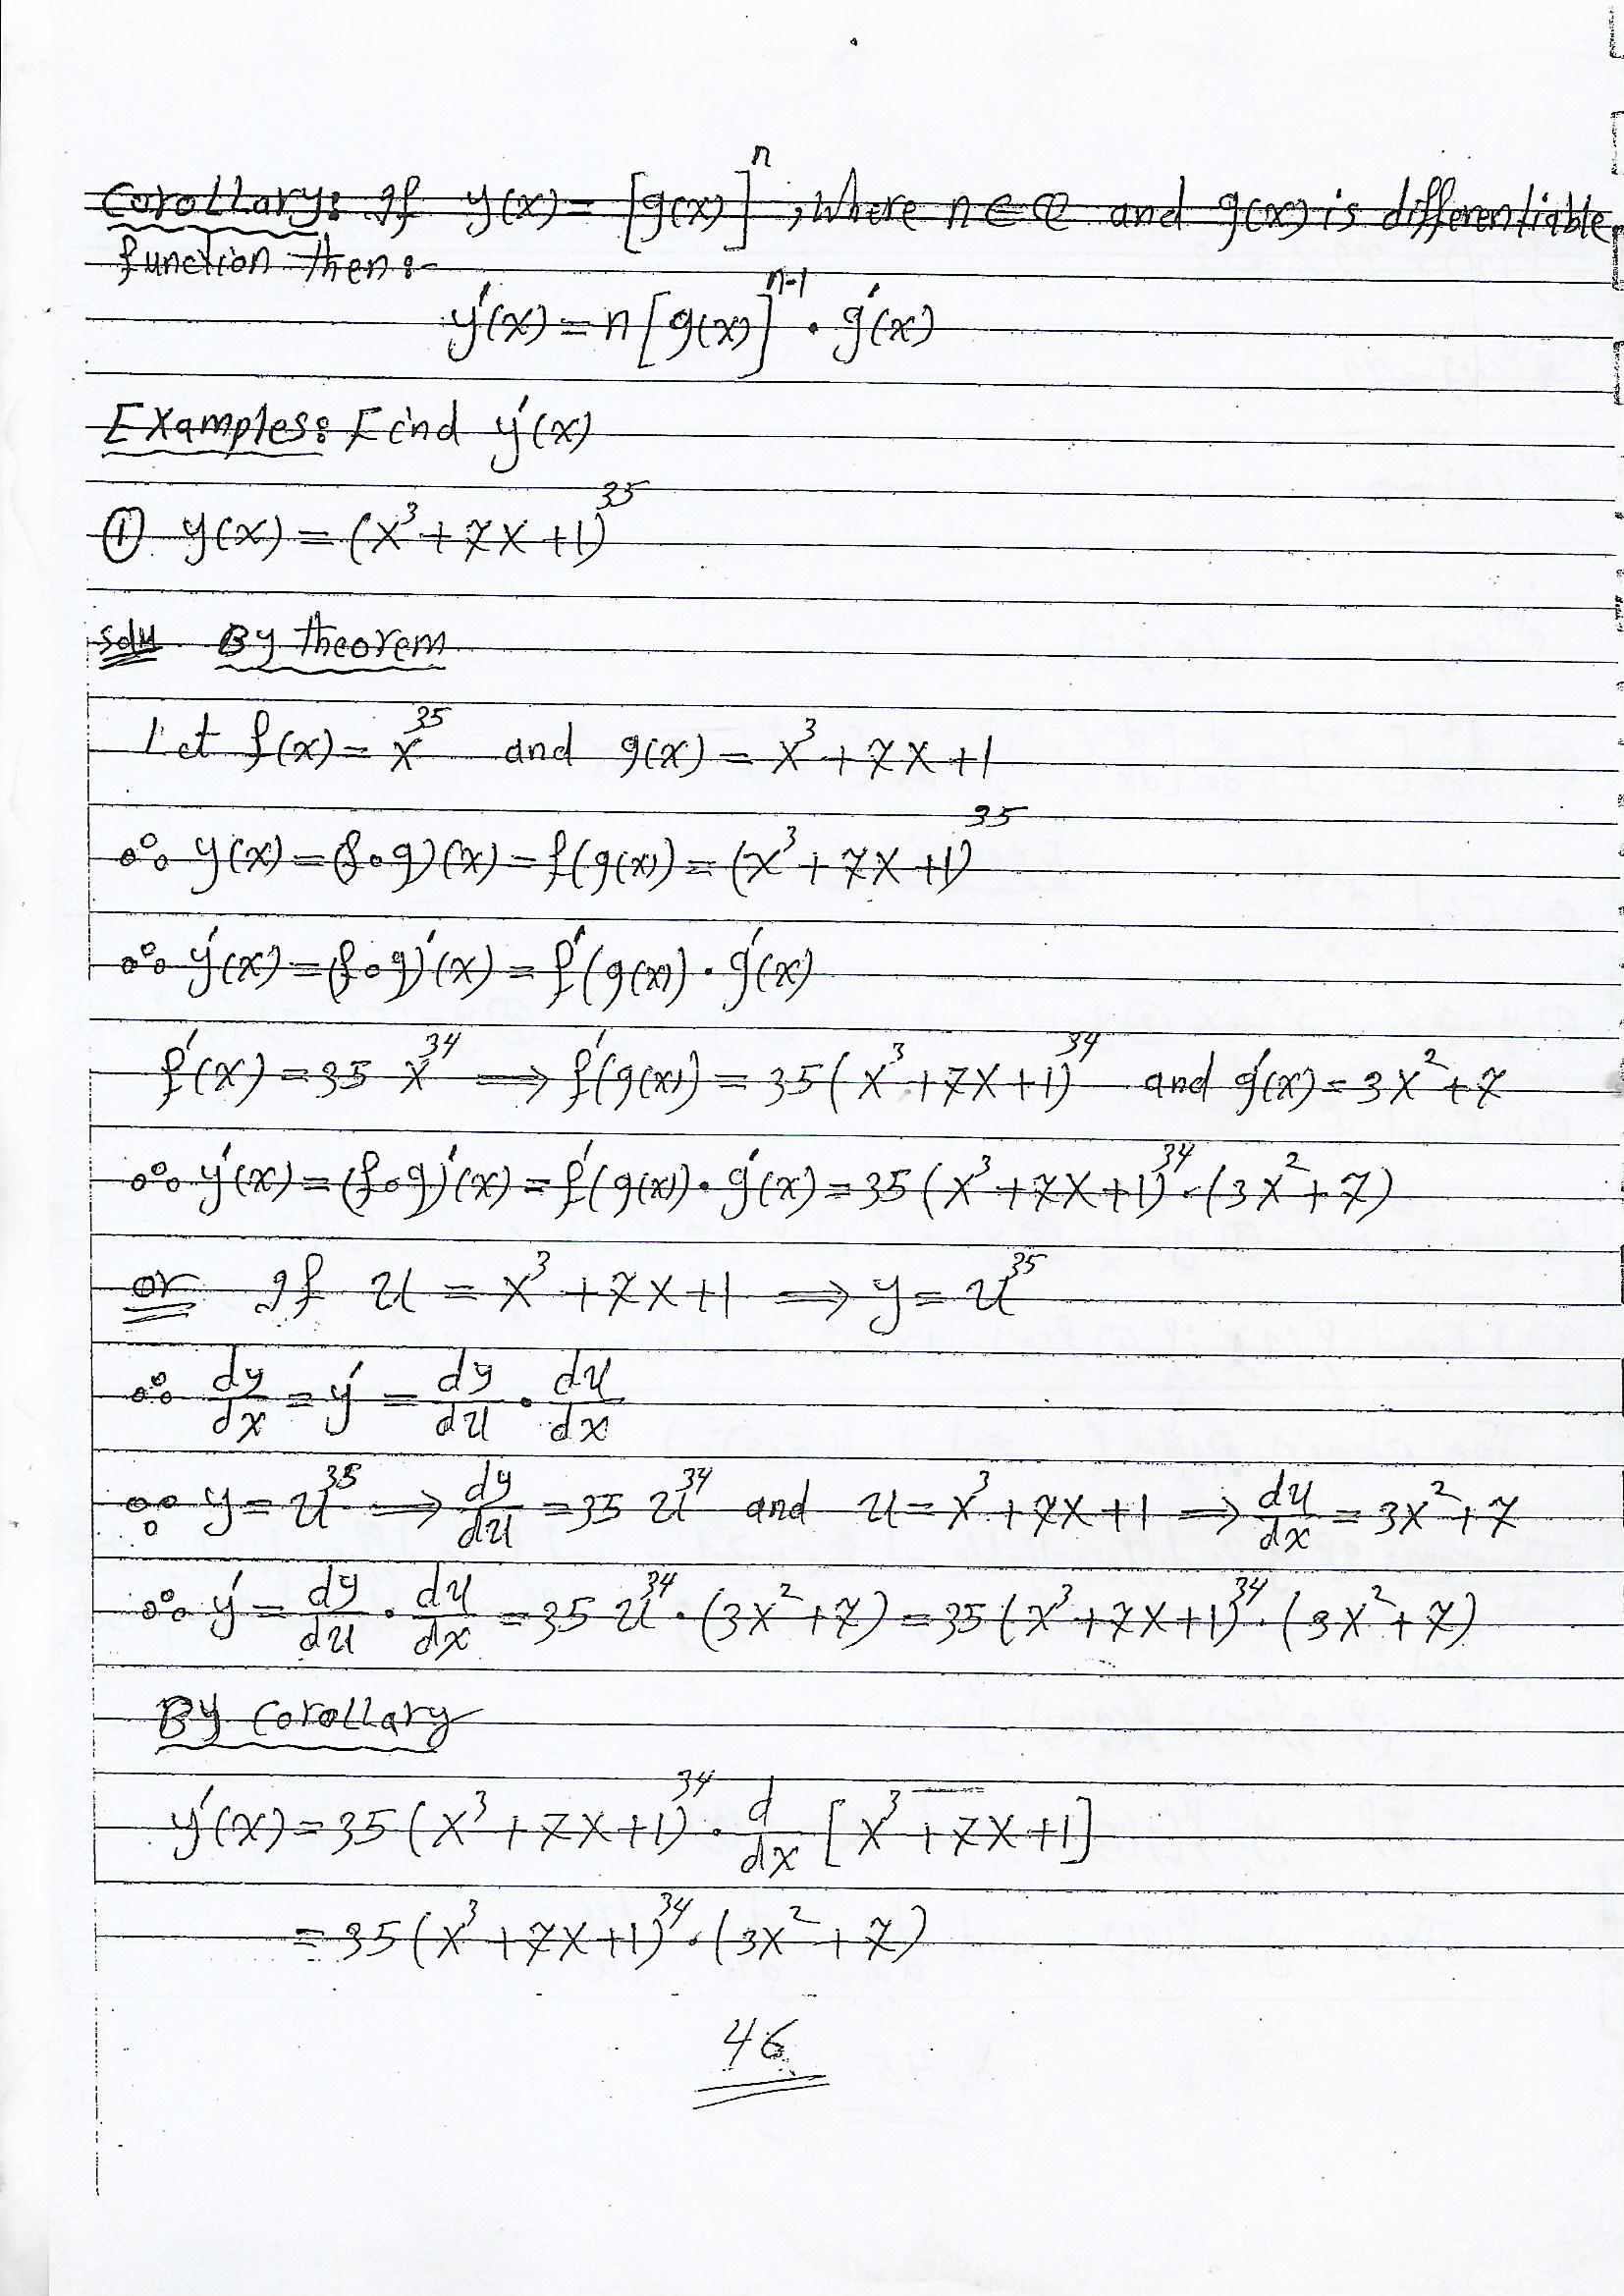 Corollary: If y(x) = [g(x)]^n, where n∈ℚ and g(x) is differentiable
function then:-
y′(x) = n[g(x)]^{n-1} · g′(x)
Examples: Find y′(x)
① y(x) = (x³+7x+1)^35
Solu By theorem
Let f(x) = x^35 and g(x) = x³+7x+1
∴ y(x) = (f∘g)(x) = f(g(x)) = (x³+7x+1)^35
∴ y′(x) = (f∘g)′(x) = f′(g(x)) · g′(x)
f′(x) = 35 x^34 ⟹ f′(g(x)) = 35(x³+7x+1)^34 and g′(x) = 3x²+7
∴ y′(x) = (f∘g)′(x) = f′(g(x)) · g′(x) = 35(x³+7x+1)^34 · (3x²+7)
or If u = x³+7x+1 ⟹ y = u^35
∴ dy/dx = y′ = dy/du · du/dx
∵ y = u^35 ⟹ dy/du = 35 u^34 and u = x³+7x+1 ⟹ du/dx = 3x²+7
∴ y′ = dy/du · du/dx = 35 u^34 · (3x²+7) = 35(x³+7x+1)^34 · (3x²+7)
By Corollary
y′(x) = 35(x³+7x+1)^34 · d/dx [x³+7x+1]
= 35(x³+7x+1)^34 · (3x²+7)
46